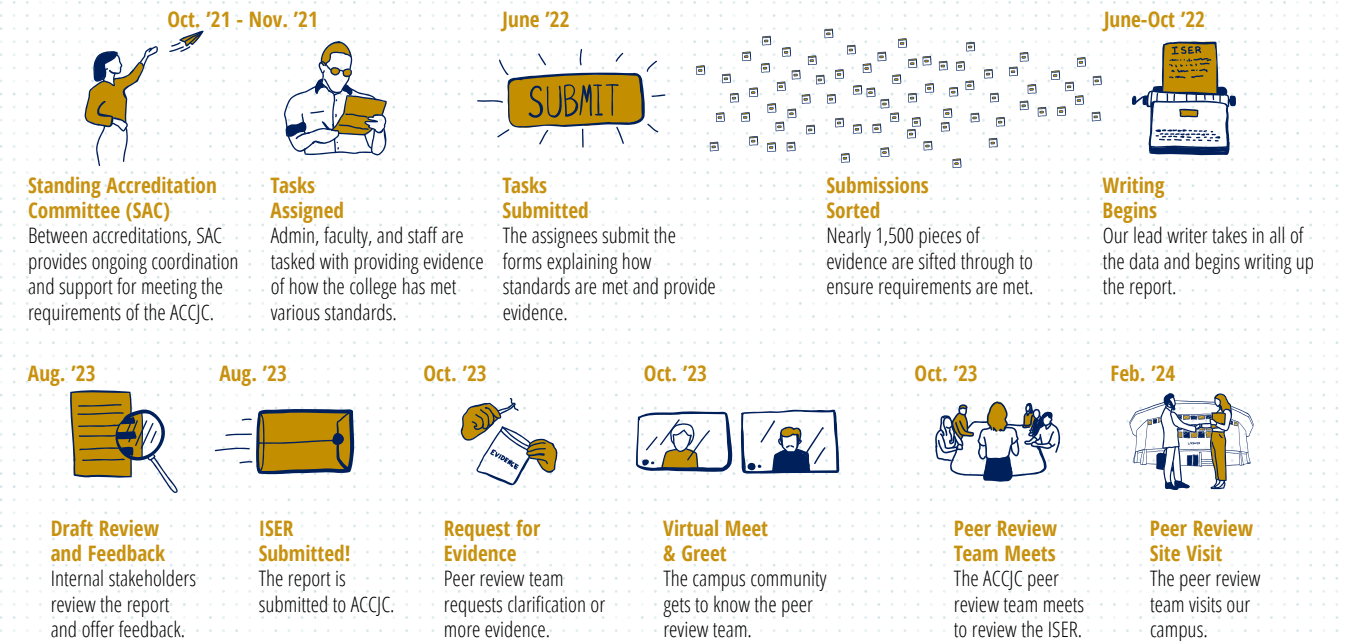 Oct. ’21 - Nov. ’21
June ’22
June-Oct ’22
SUBMIT
ISER
Standing Accreditation
Committee (SAC)
Between accreditations, SAC
provides ongoing coordination
and support for meeting the
requirements of the ACCJC.
Tasks
Assigned
Admin, faculty, and staff are
tasked with providing evidence
of how the college has met
various standards.
Tasks
Submitted
The assignees submit the
forms explaining how
standards are met and provide
evidence.
Submissions
Sorted
Nearly 1,500 pieces of
evidence are sifted through to
ensure requirements are met.
Writing
Begins
Our lead writer takes in all of
the data and begins writing up
the report.
Aug. ’23
Aug. ’23
Oct. ’23
Oct. ’23
Oct. ’23
Feb. ’24
EVIDENCE
Draft Review
and Feedback
Internal stakeholders
review the report
and offer feedback.
ISER
Submitted!
The report is
submitted to ACCJC.
Request for
Evidence
Peer review team
requests clarification or
more evidence.
Virtual Meet
& Greet
The campus community
gets to know the peer
review team.
Peer Review
Team Meets
The ACCJC peer
review team meets
to review the ISER.
Peer Review
Site Visit
The peer review
team visits our
campus.